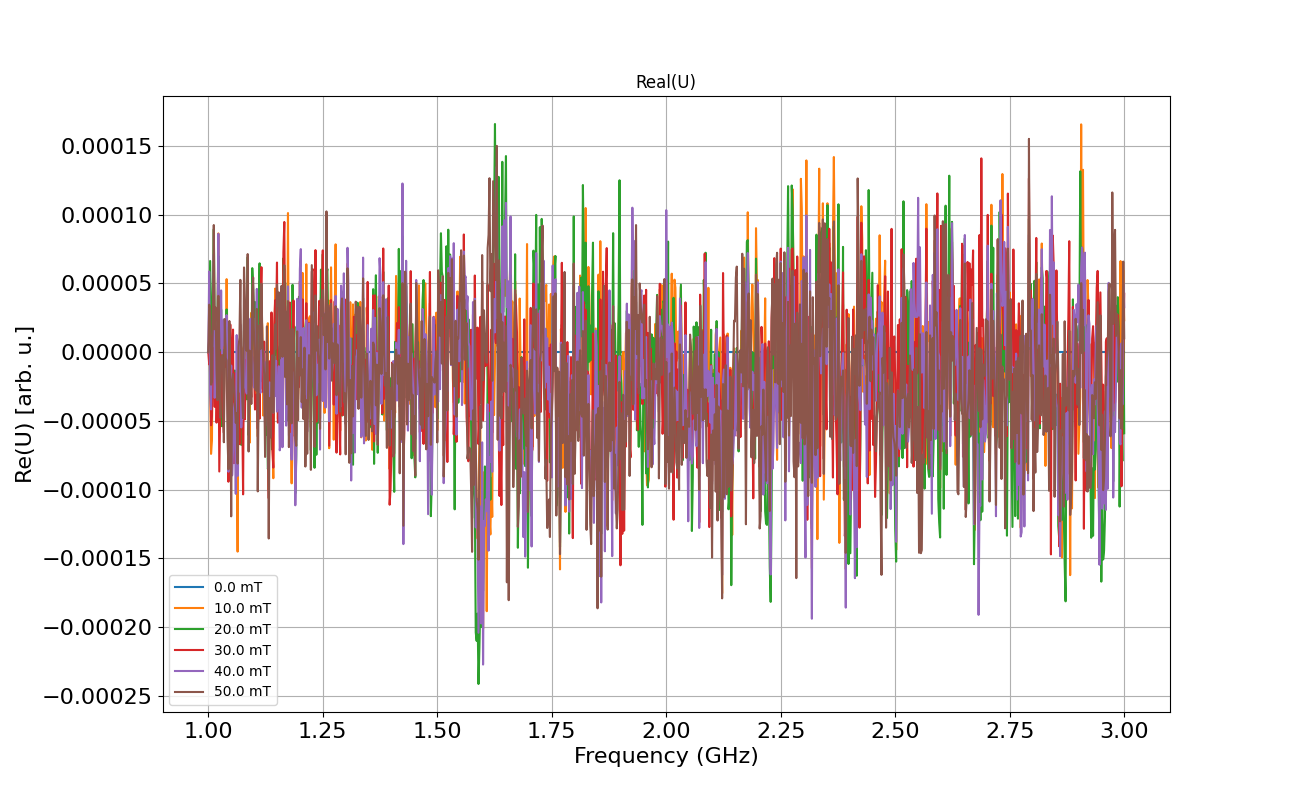 Real(U)
0.00015
0.00010
0.00005
0.00000
−0.00005
−0.00010
−0.00015
−0.00020
−0.00025
Re(U) [arb. u.]
0.0 mT
10.0 mT
20.0 mT
30.0 mT
40.0 mT
50.0 mT
1.00 1.25 1.50 1.75 2.00 2.25 2.50 2.75 3.00
Frequency (GHz)